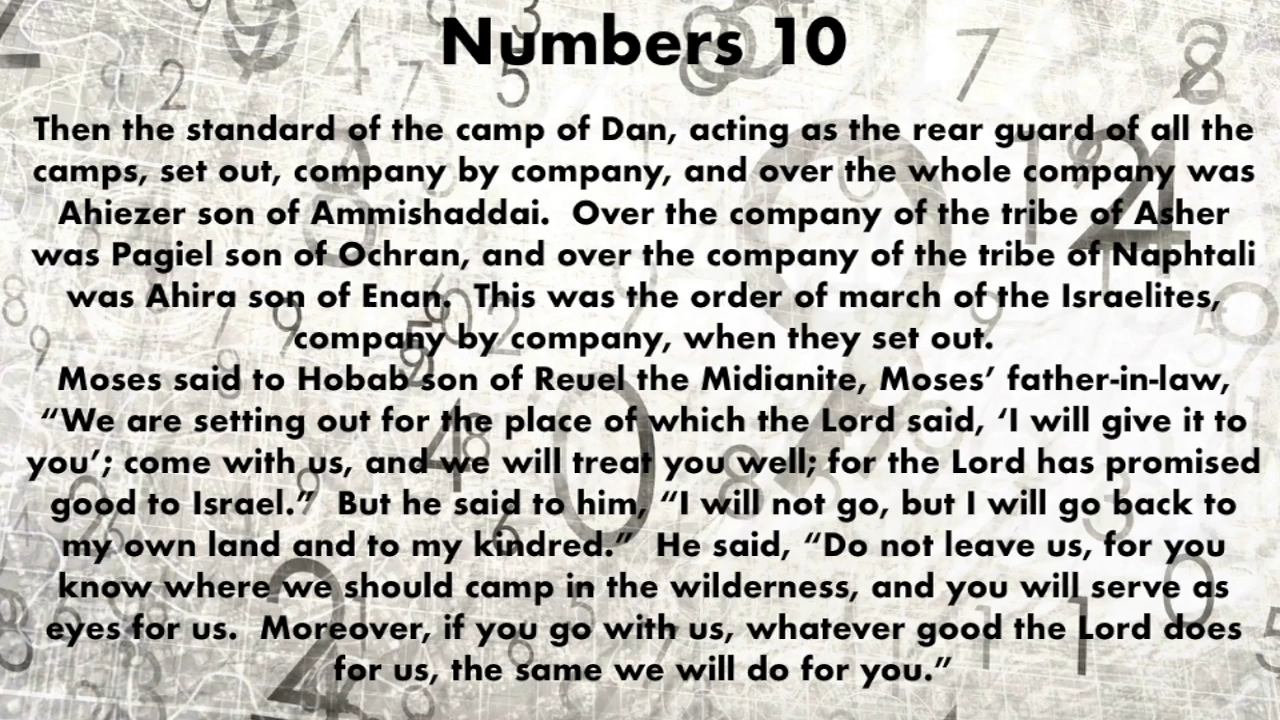 Numbers 10
Then the standard of the camp of Dan, acting as the rear guard of all the
camps, set out, company by company, and over the whole company was
Ahiezer son of Ammishaddai.  Over the company of the tribe of Asher
was Pagiel son of Ochran, and over the company of the tribe of Naphtali
was Ahira son of Enan.  This was the order of march of the Israelites,
company by company, when they set out.
Moses said to Hobab son of Reuel the Midianite, Moses’ father-in-law,
“We are setting out for the place of which the Lord said, ‘I will give it to
you’; come with us, and we will treat you well; for the Lord has promised
good to Israel.”  But he said to him, “I will not go, but I will go back to
my own land and to my kindred.”  He said, “Do not leave us, for you
know where we should camp in the wilderness, and you will serve as
eyes for us.  Moreover, if you go with us, whatever good the Lord does
for us, the same we will do for you.”